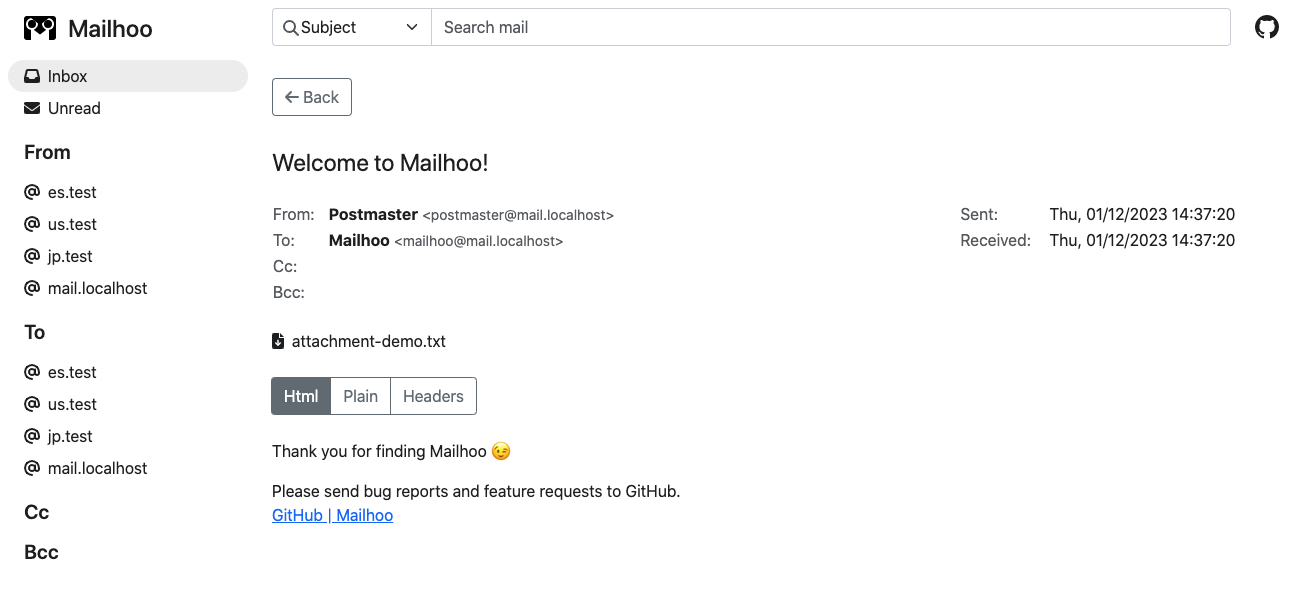 Mailhoo
Subject
Search mail
Inbox
Unread
From
@ es.test
@ us.test
@ jp.test
@ mail.localhost
To
@ es.test
@ us.test
@ jp.test
@ mail.localhost
Cc
Bcc
← Back
Welcome to Mailhoo!
From: Postmaster <postmaster@mail.localhost>
To: Mailhoo <mailhoo@mail.localhost>
Cc:
Bcc:
Sent: Thu, 01/12/2023 14:37:20
Received: Thu, 01/12/2023 14:37:20
attachment-demo.txt
Html Plain Headers
Thank you for finding Mailhoo 😉
Please send bug reports and feature requests to GitHub.
GitHub | Mailhoo